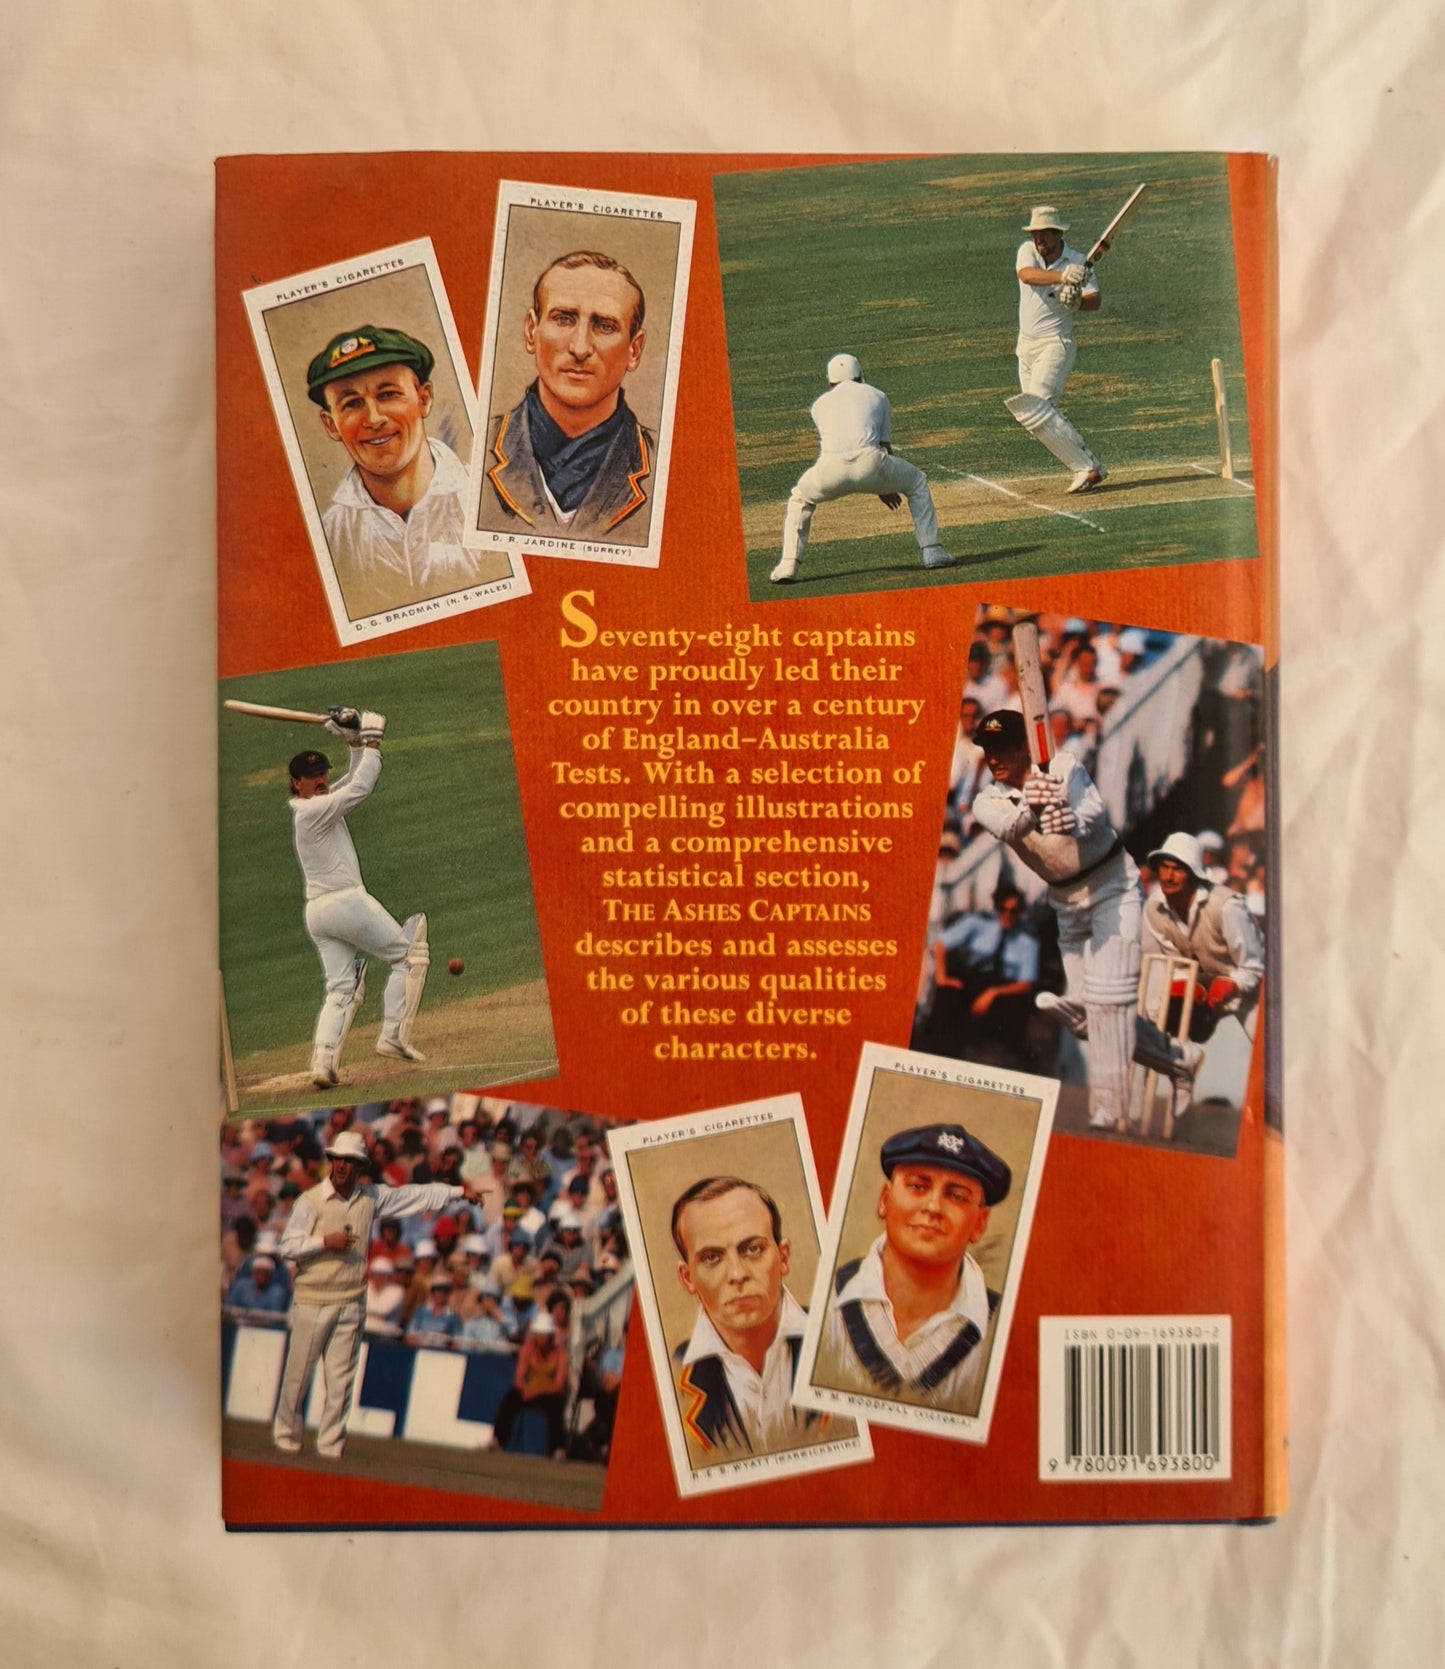 PLAYER'S CIGARETTES
D. G. BRADMAN (N. S. WALES)
PLAYER'S CIGARETTES
D. R. JARDINE (SURREY)
Seventy-eight captains
have proudly led their
country in over a century
of England–Australia
Tests. With a selection of
compelling illustrations
and a comprehensive
statistical section,
THE ASHES CAPTAINS
describes and assesses
the various qualities
of these diverse
characters.
PLAYER'S CIGARETTES
R. E. S. WYATT (WARWICKSHIRE)
PLAYER'S CIGARETTES
W. M. WOODFULL (VICTORIA)
ISBN 0-09-169380-2
9 780091 693800